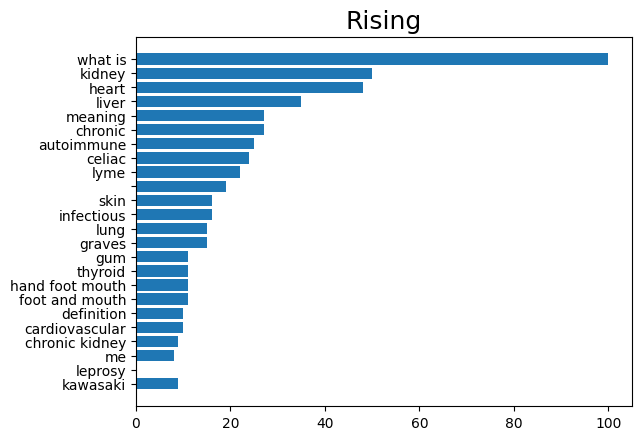 Rising
what is
kidney
heart
liver
meaning
chronic
autoimmune
celiac
lyme
skin
infectious
lung
graves
gum
thyroid
hand foot mouth
foot and mouth
definition
cardiovascular
chronic kidney
me
leprosy
kawasaki
0 20 40 60 80 100